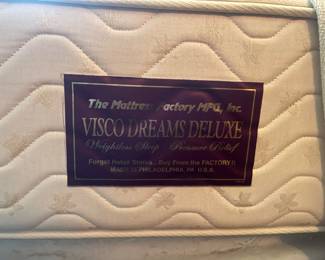 The Mattress Factory MFG, Inc.
VISCO DREAMS DELUXE
Weightless Sleep Pressure Relief
Forget Retail Stores... Buy From the FACTORY!!
MADE IN PHILADELPHIA, PA U.S.A.